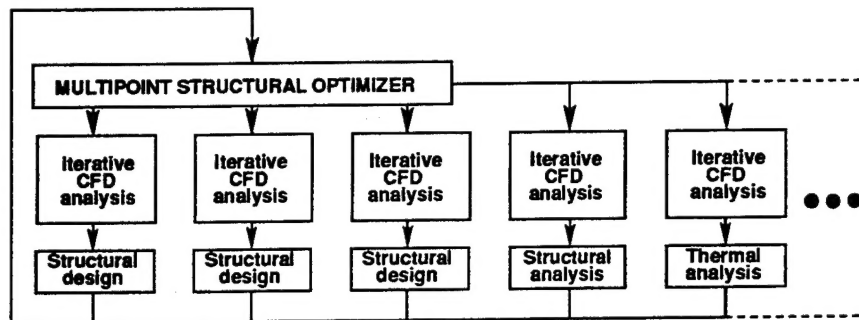 MULTIPOINT STRUCTURAL OPTIMIZER
Iterative
CFD
analysis
Iterative
CFD
analysis
Iterative
CFD
analysis
Iterative
CFD
analysis
Iterative
CFD
analysis
Structural
design
Structural
design
Structural
design
Structural
analysis
Thermal
analysis